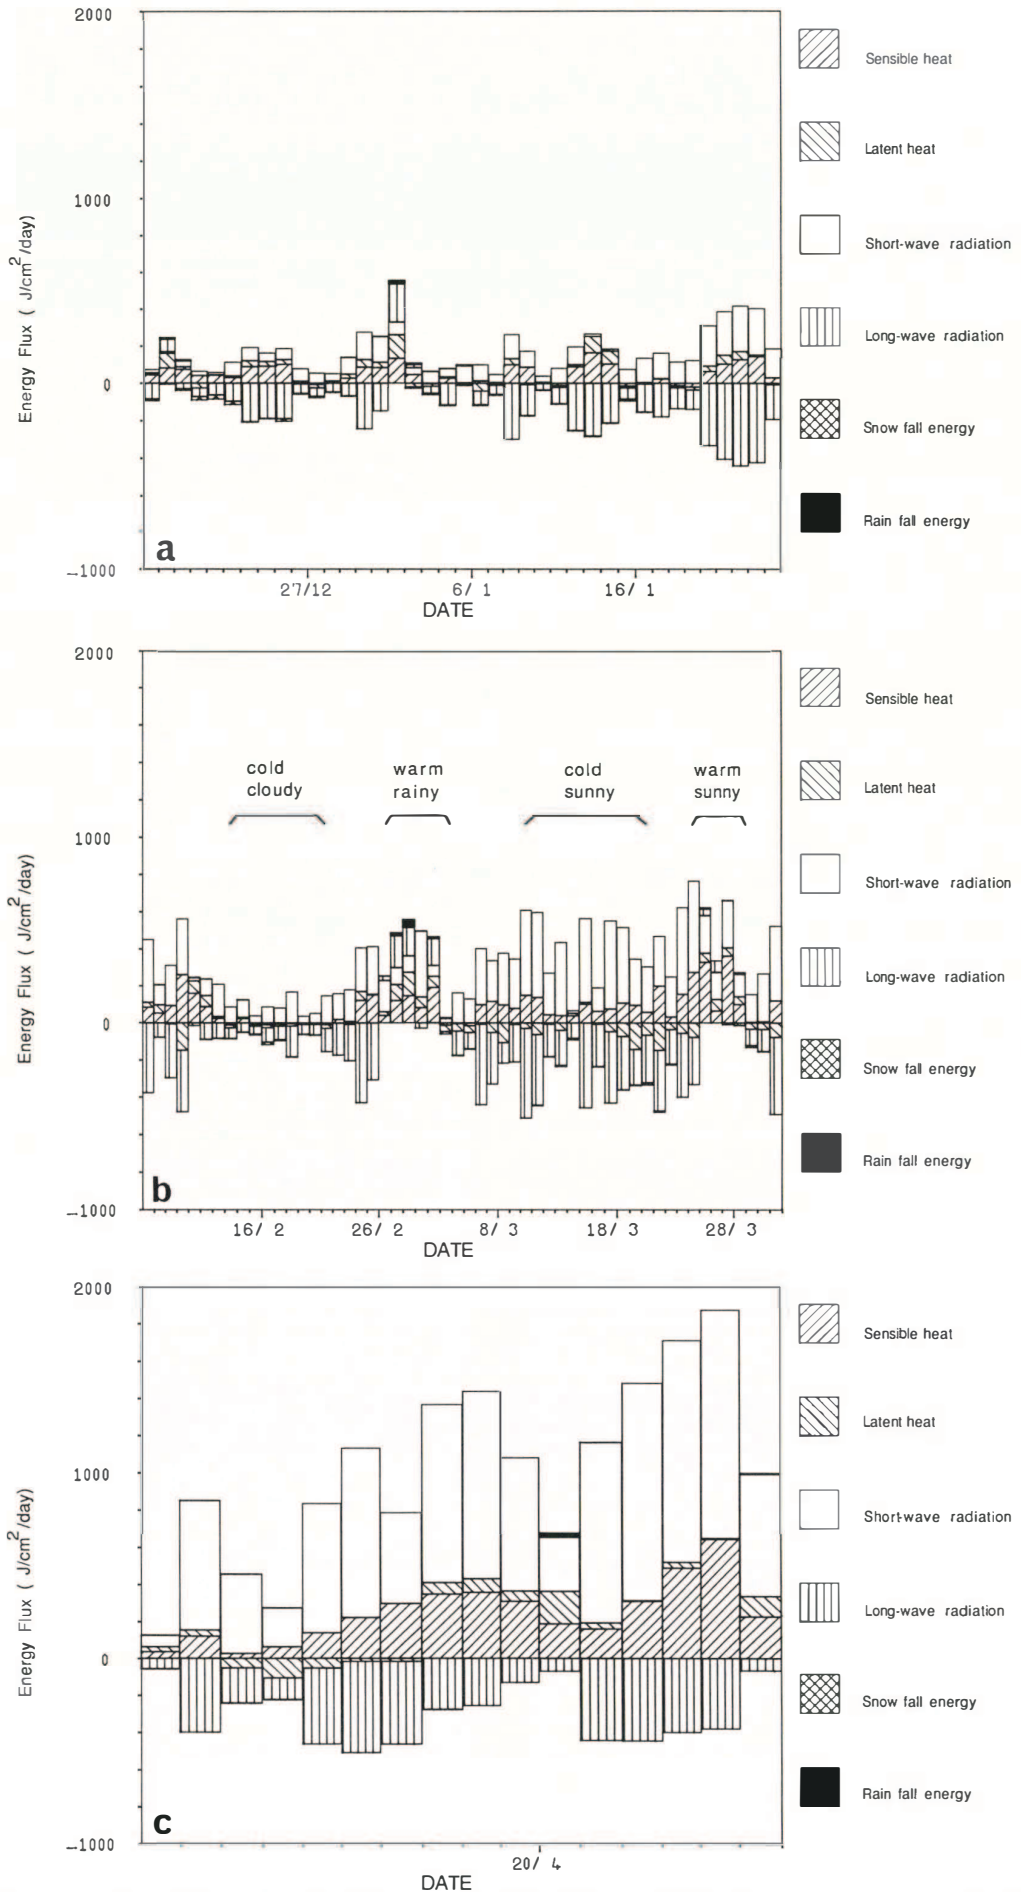 2000
1000
0
–1000
Energy Flux ( J/cm2/day)
a
27/12
6/ 1
16/ 1
DATE
Sensible heat
Latent heat
Short-wave radiation
Long-wave radiation
Snow fall energy
Rain fall energy
2000
1000
0
–1000
Energy Flux ( J/cm2/day)
cold
cloudy
warm
rainy
cold
sunny
warm
sunny
b
16/ 2
26/ 2
8/ 3
18/ 3
28/ 3
DATE
Sensible heat
Latent heat
Short-wave radiation
Long-wave radiation
Snow fall energy
Rain fall energy
2000
1000
0
–1000
Energy Flux ( J/cm2/day)
c
20/ 4
DATE
Sensible heat
Latent heat
Short-wave radiation
Long-wave radiation
Snow fall energy
Rain fall energy